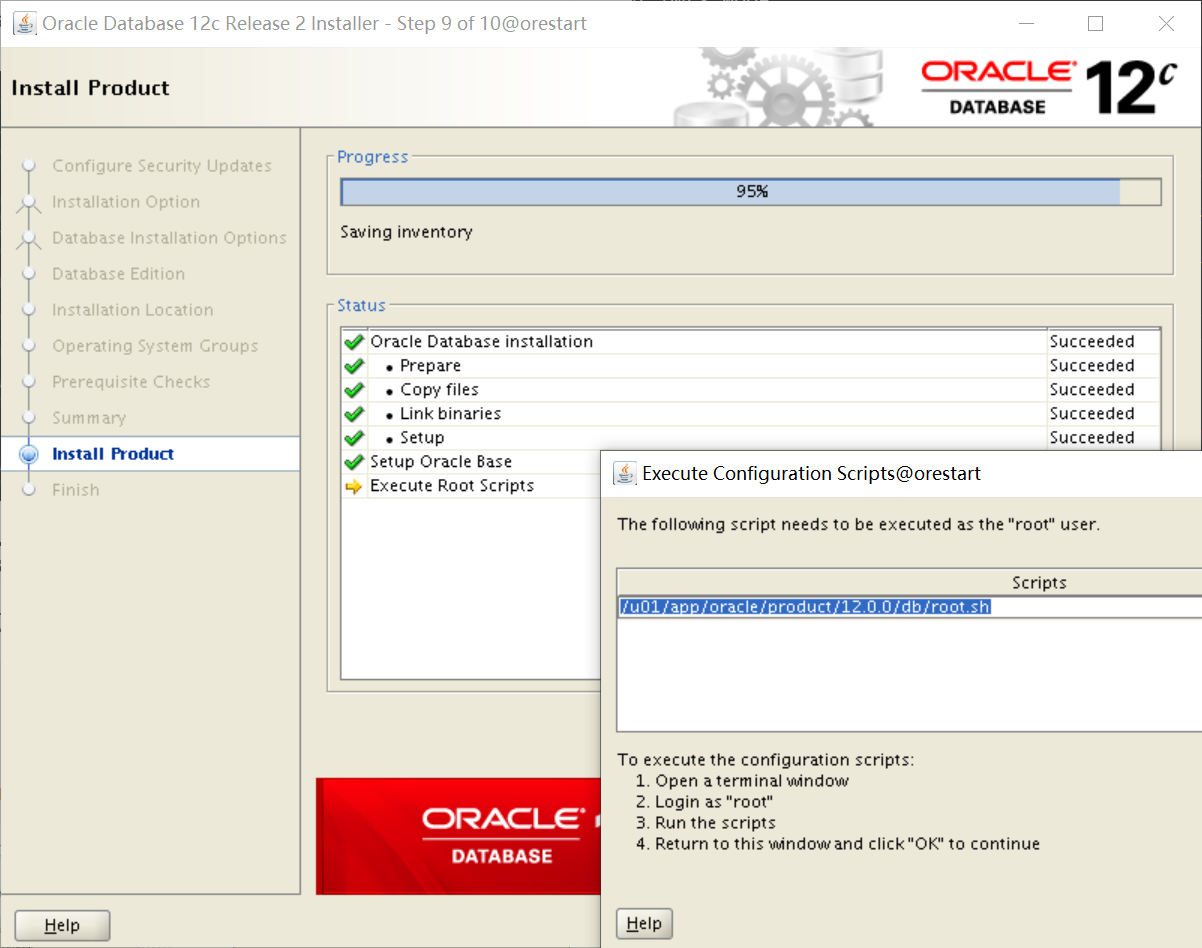 Oracle Database 12c Release 2 Installer - Step 9 of 10@orestart
Install Product
ORACLE
DATABASE
12c
Configure Security Updates
Installation Option
Database Installation Options
Database Edition
Installation Location
Operating System Groups
Prerequisite Checks
Summary
Install Product
Finish
Progress
95%
Saving inventory
Status
Oracle Database installation Succeeded
• Prepare Succeeded
• Copy files Succeeded
• Link binaries Succeeded
• Setup Succeeded
Setup Oracle Base
Execute Root Scripts
ORACLE
DATABASE
Help
Execute Configuration Scripts@orestart
The following script needs to be executed as the "root" user.
Scripts
/u01/app/oracle/product/12.0.0/db/root.sh
To execute the configuration scripts:
1. Open a terminal window
2. Login as "root"
3. Run the scripts
4. Return to this window and click "OK" to continue
Help